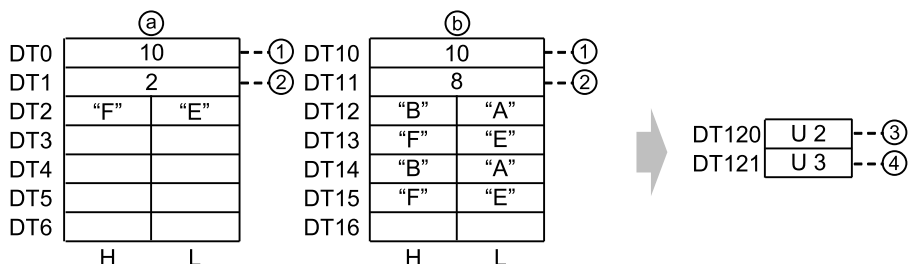 ⓐ ⓑ
DT0 10 ① DT10 10 ①
DT1 2 ② DT11 8 ②
DT2 “F” “E” DT12 “B” “A”
DT3 DT13 “F” “E” DT120 U 2 ③
DT4 DT14 “B” “A” DT121 U 3 ④
DT5 DT15 “F” “E”
DT6 DT16
H L H L